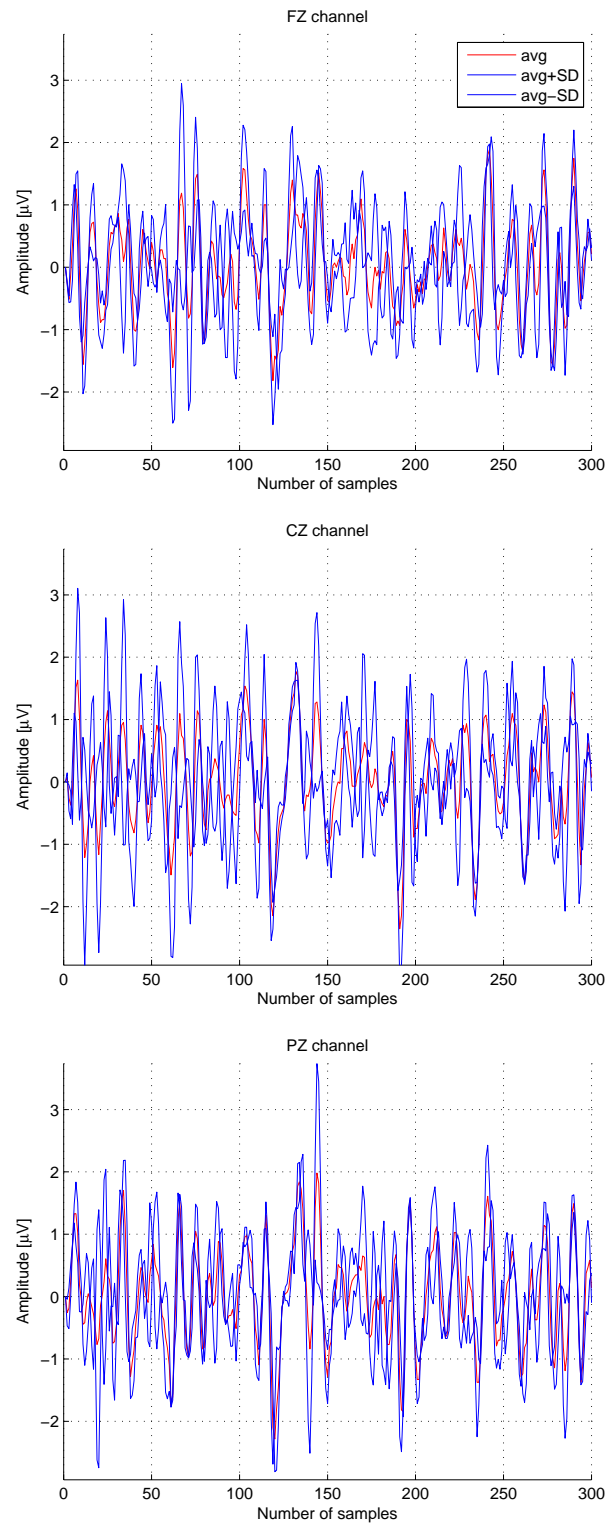 FZ channel
avg
avg+SD
avg−SD
3
2
1
0
−1
−2
Amplitude [µV]
0 50 100 150 200 250 300
Number of samples
CZ channel
3
2
1
0
−1
−2
Amplitude [µV]
0 50 100 150 200 250 300
Number of samples
PZ channel
3
2
1
0
−1
−2
Amplitude [µV]
0 50 100 150 200 250 300
Number of samples